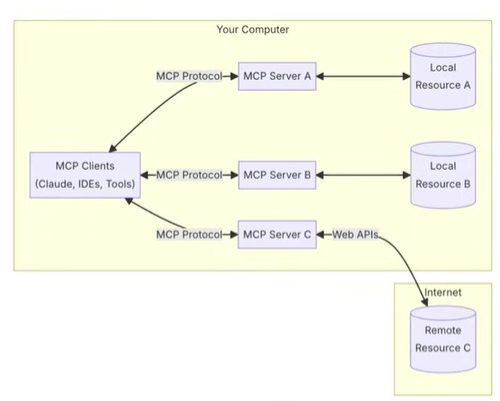 Your Computer
MCP Protocol
MCP Server A
Local
Resource A
MCP Clients
(Claude, IDEs, Tools)
MCP Protocol
MCP Server B
Local
Resource B
MCP Protocol
MCP Server C
Web APIs
Internet
Remote
Resource C